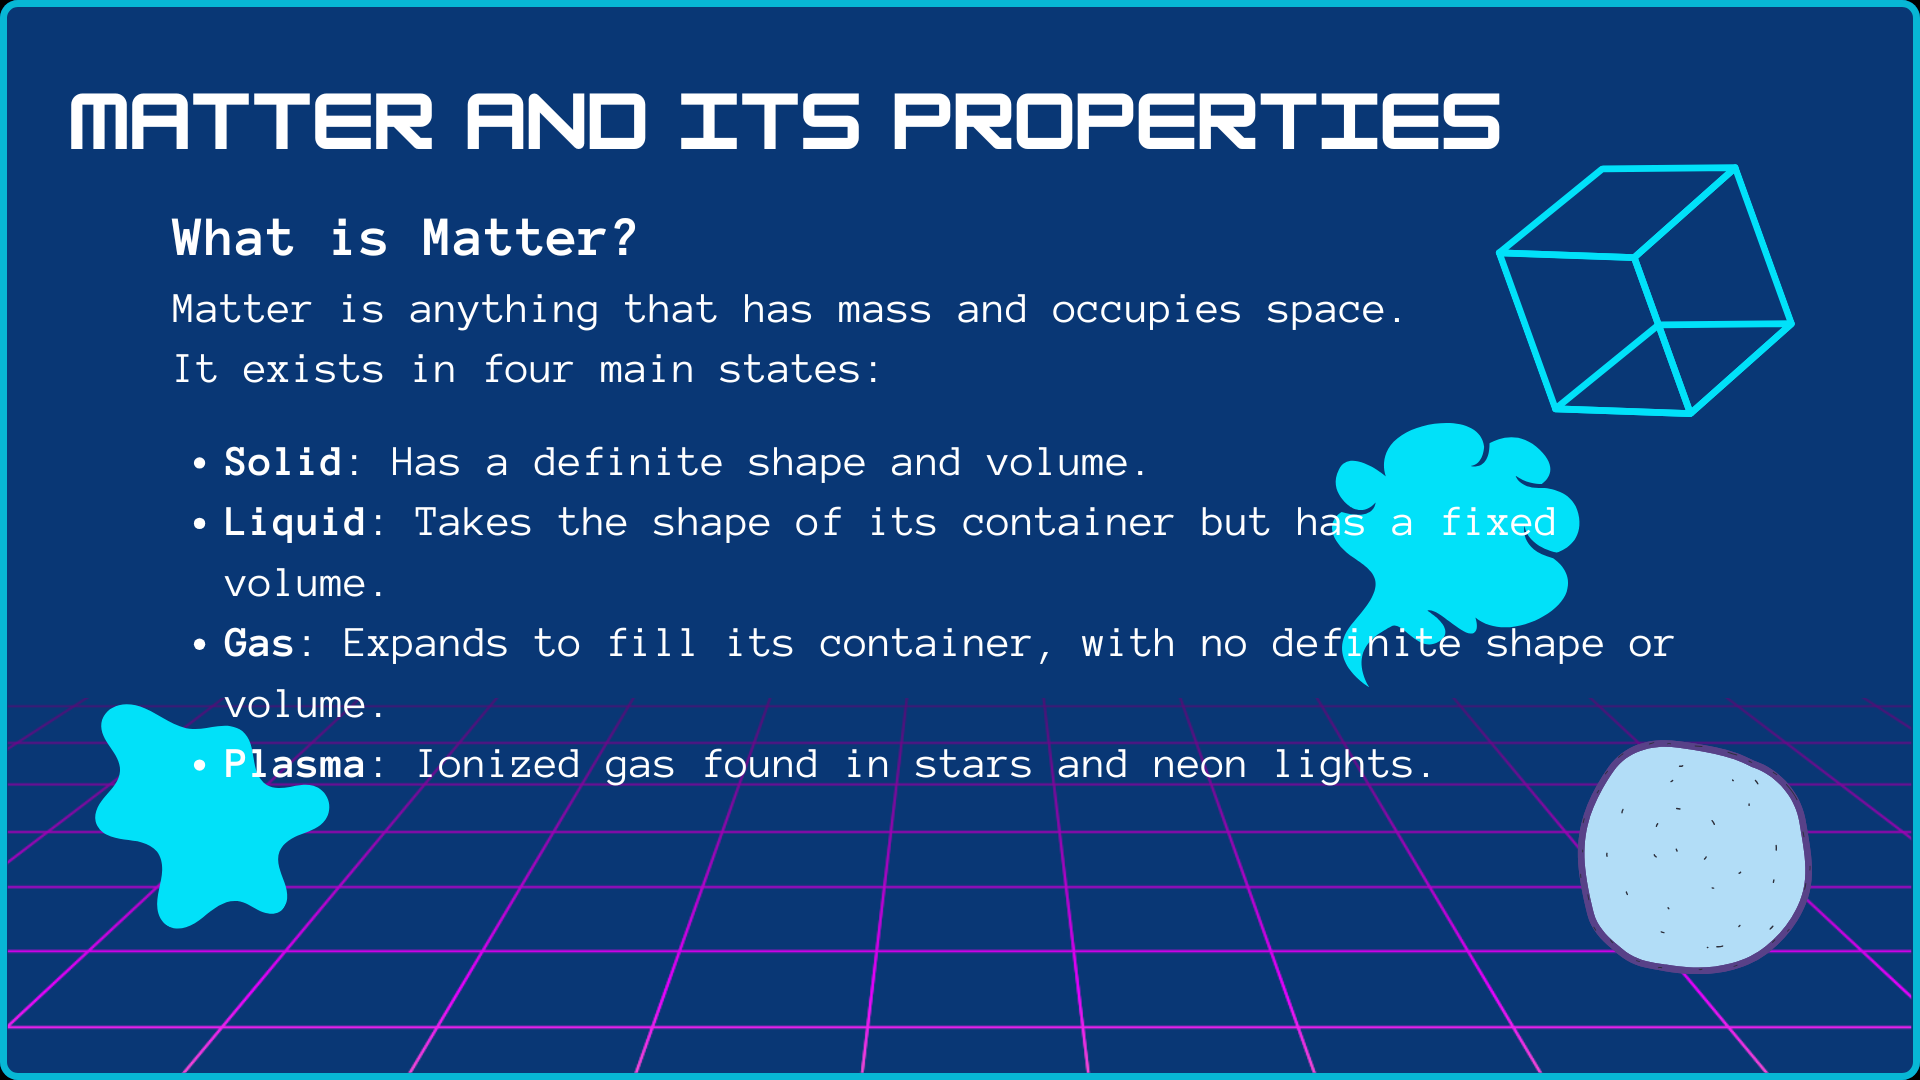 MATTER AND ITS PROPERTIES
What is Matter?
Matter is anything that has mass and occupies space.
It exists in four main states:
• Solid: Has a definite shape and volume.
• Liquid: Takes the shape of its container but has a fixed
volume.
• Gas: Expands to fill its container, with no definite shape or
volume.
• Plasma: Ionized gas found in stars and neon lights.